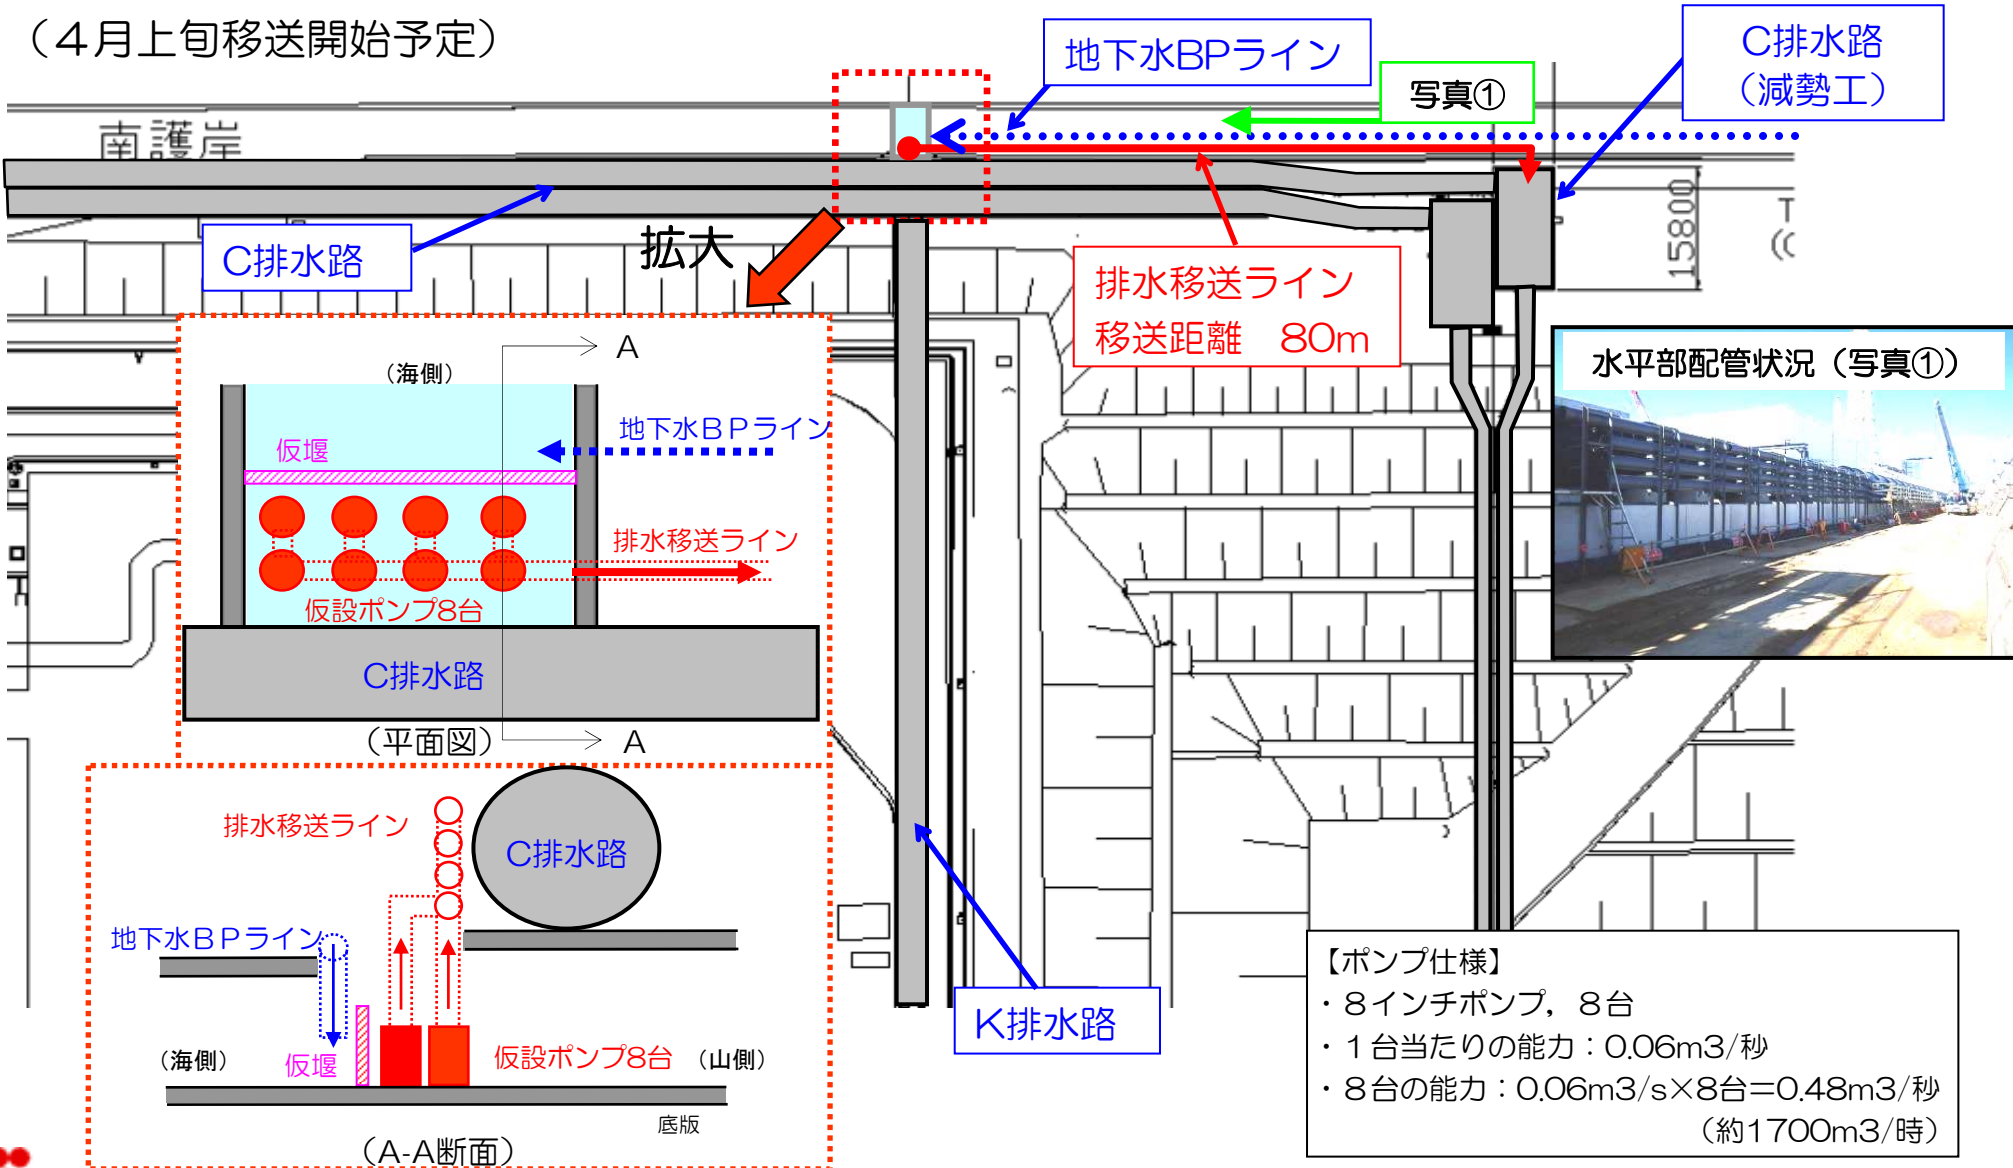 （４月上旬移送開始予定）
地下水BPライン
C排水路
（減勢工）
写真①
南護岸
C排水路
拡大
排水移送ライン
移送距離　80m
15800
水平部配管状況（写真①）
A
（海側）
地下水ＢＰライン
仮堰
排水移送ライン
仮設ポンプ8台
C排水路
（平面図）
A
排水移送ライン
C排水路
地下水ＢＰライン
（海側）
仮堰
仮設ポンプ8台
（山側）
底版
（A-A断面）
K排水路
【ポンプ仕様】
・８インチポンプ，８台
・１台当たりの能力：0.06m3/秒
・８台の能力：0.06m3/s×8台＝0.48m3/秒
（約1700m3/時）